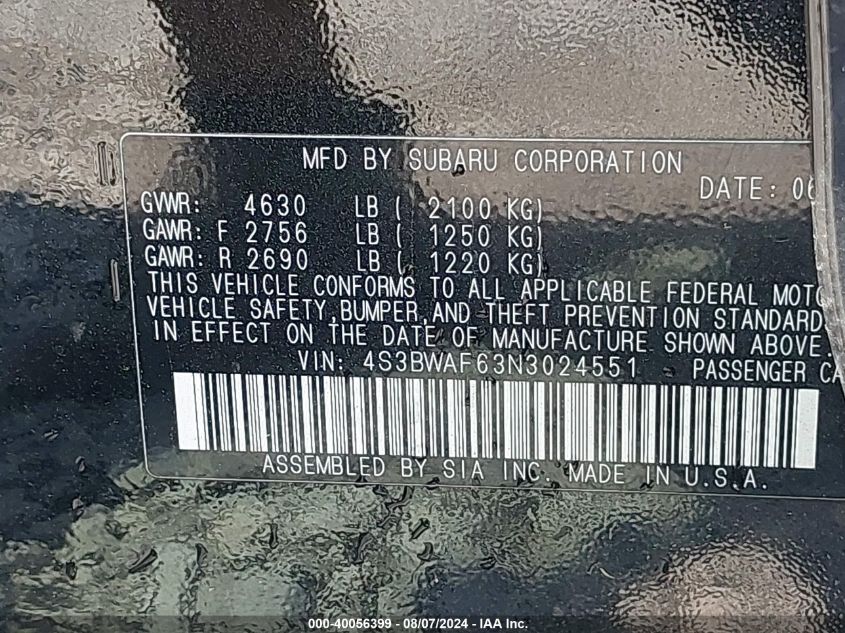 MFD BY SUBARU CORPORATION
DATE: 06
GVWR: 4630 LB ( 2100 KG)
GAWR: F 2756 LB ( 1250 KG)
GAWR: R 2690 LB ( 1220 KG)
THIS VEHICLE CONFORMS TO ALL APPLICABLE FEDERAL MOTO
VEHICLE SAFETY,BUMPER,AND THEFT PREVENTION STANDARD
IN EFFECT ON THE DATE OF MANUFACTURE SHOWN ABOVE.
VIN: 4S3BWAF63N3024551 PASSENGER CA
ASSEMBLED BY SIA INC. MADE IN U.S.A.
000-40056399 - 08/07/2024 - IAA Inc.